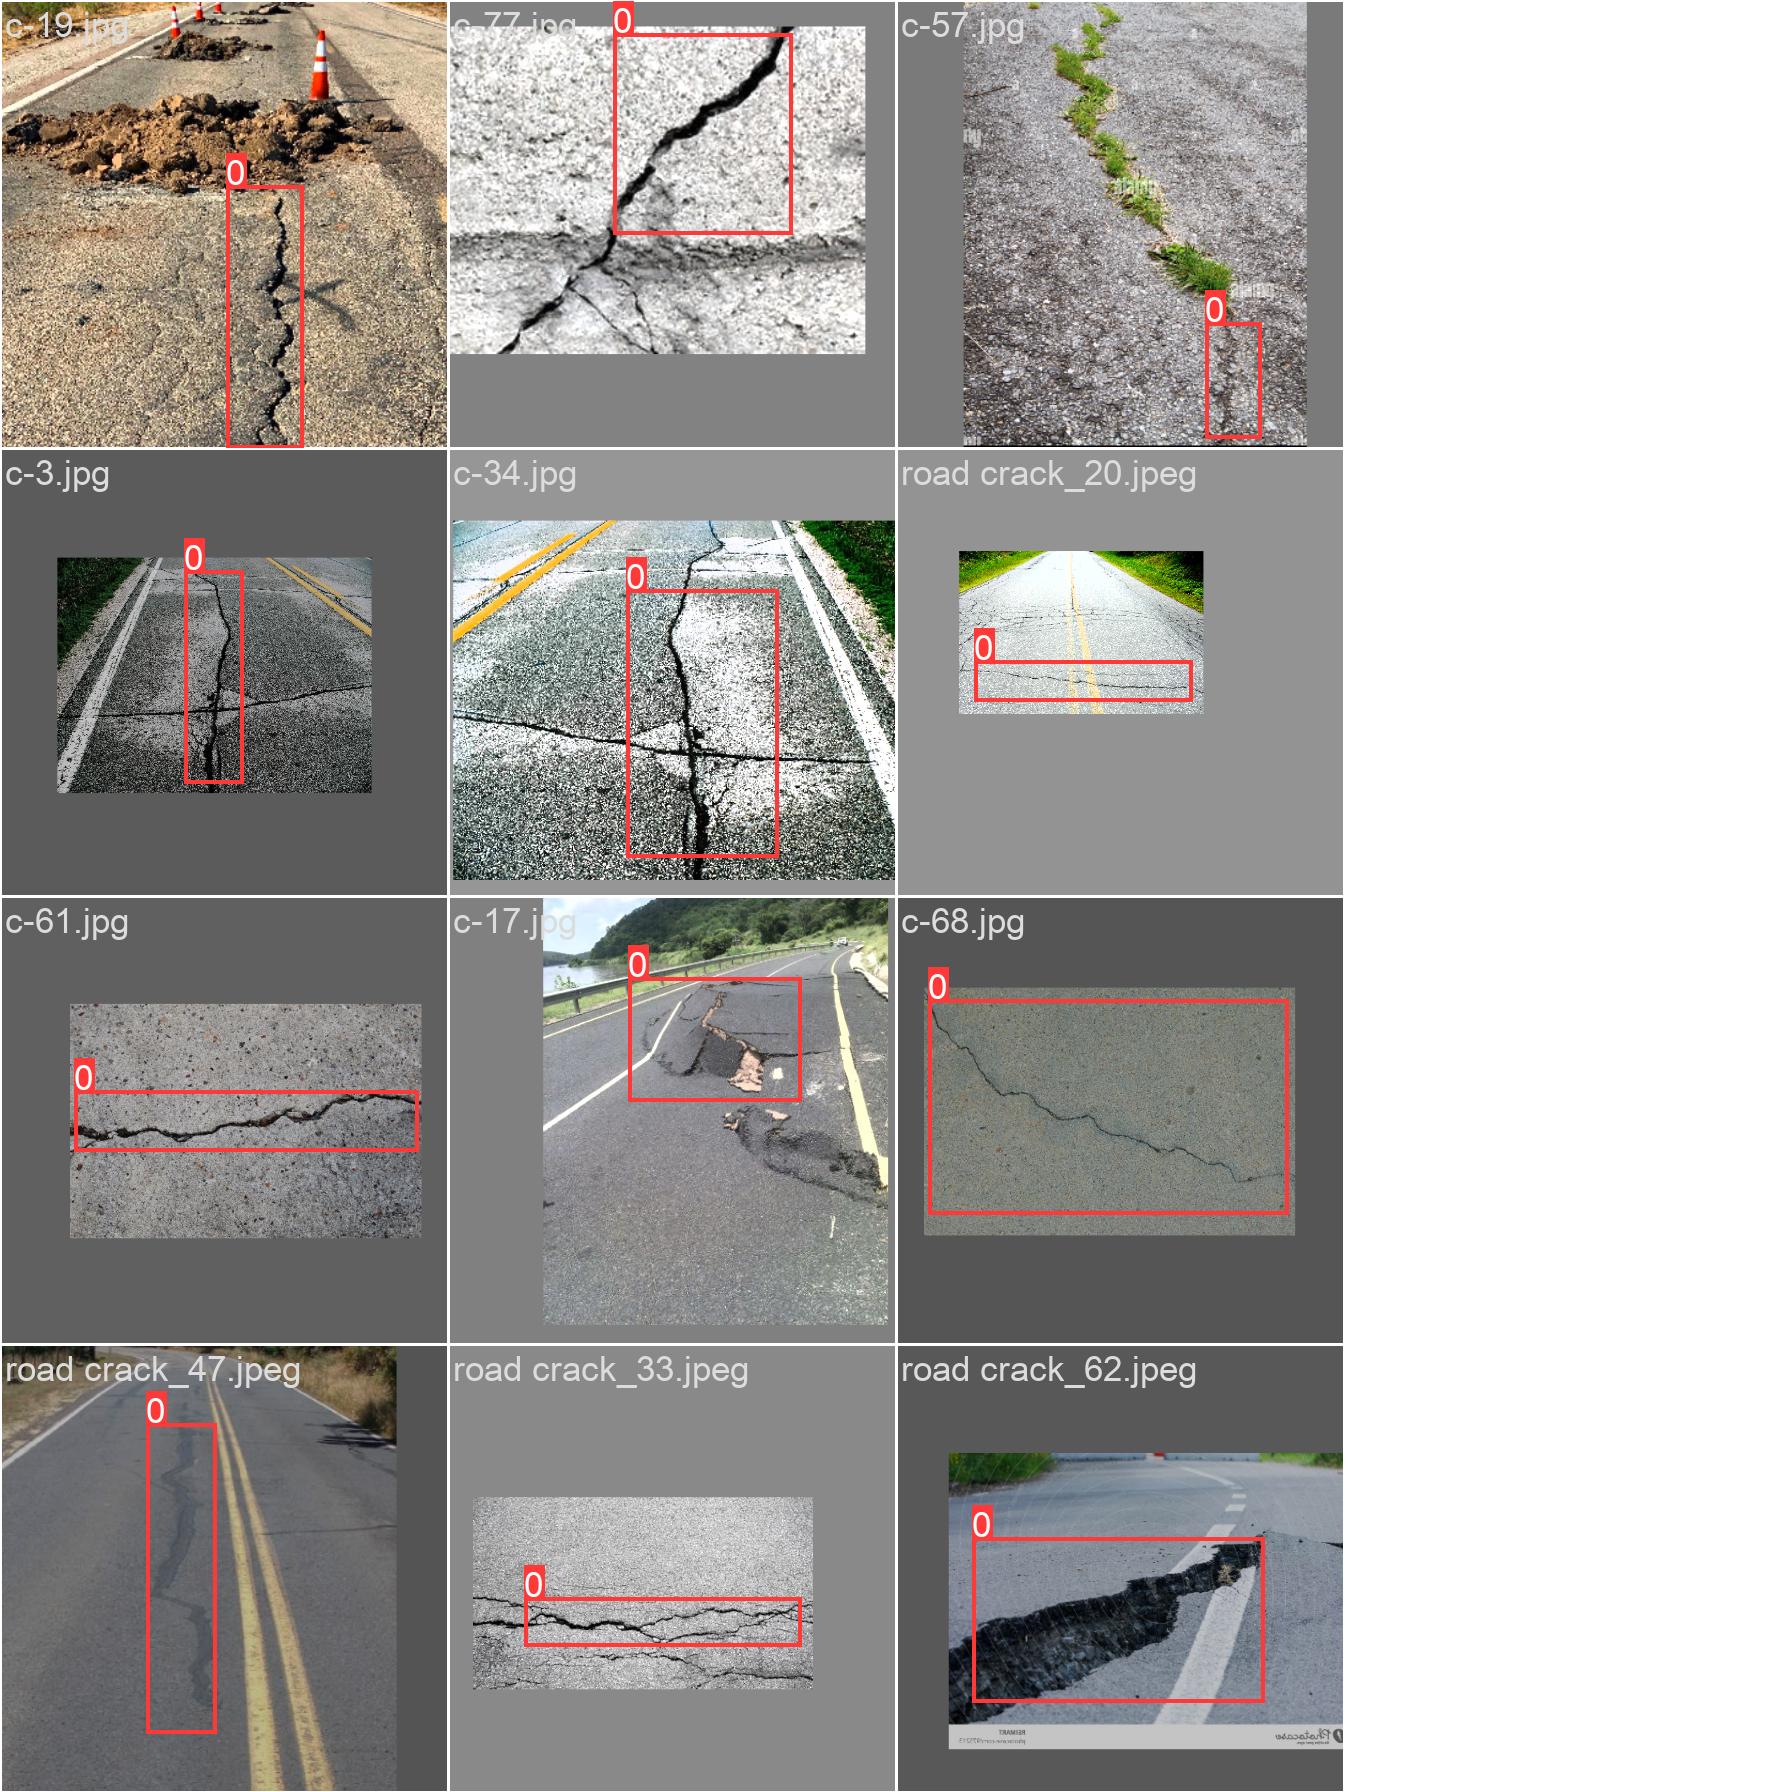 c-19.jpg
0
c-77.jpg
0
c-57.jpg
0
c-3.jpg
0
c-34.jpg
0
road crack_20.jpeg
0
c-61.jpg
0
c-17.jpg
0
c-68.jpg
0
road crack_47.jpeg
0
road crack_33.jpeg
0
road crack_62.jpeg
0
REIMART
Photocase